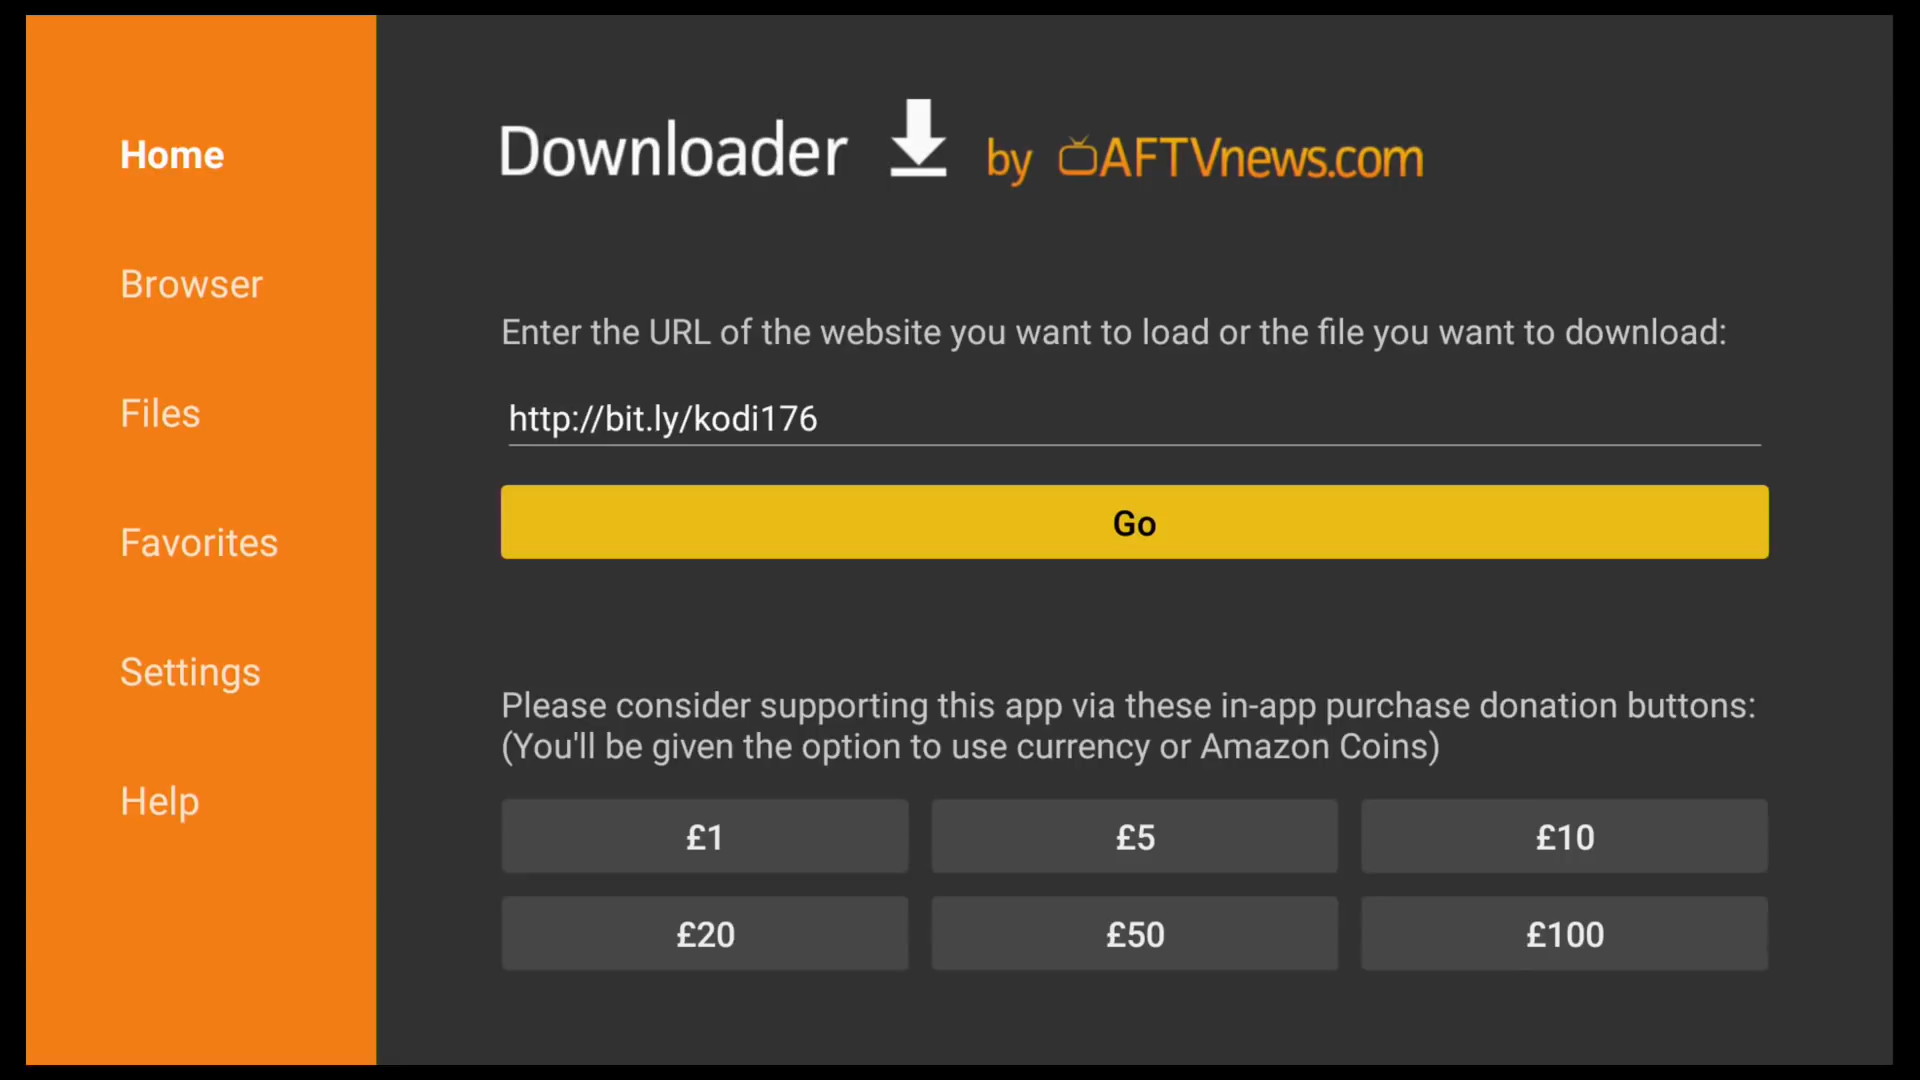 Home
Browser
Files
Favorites
Settings
Help
Downloader by AFTVnews.com
Enter the URL of the website you want to load or the file you want to download:
http://bit.ly/kodi176
Go
Please consider supporting this app via these in-app purchase donation buttons:
(You'll be given the option to use currency or Amazon Coins)
£1 £5 £10
£20 £50 £100